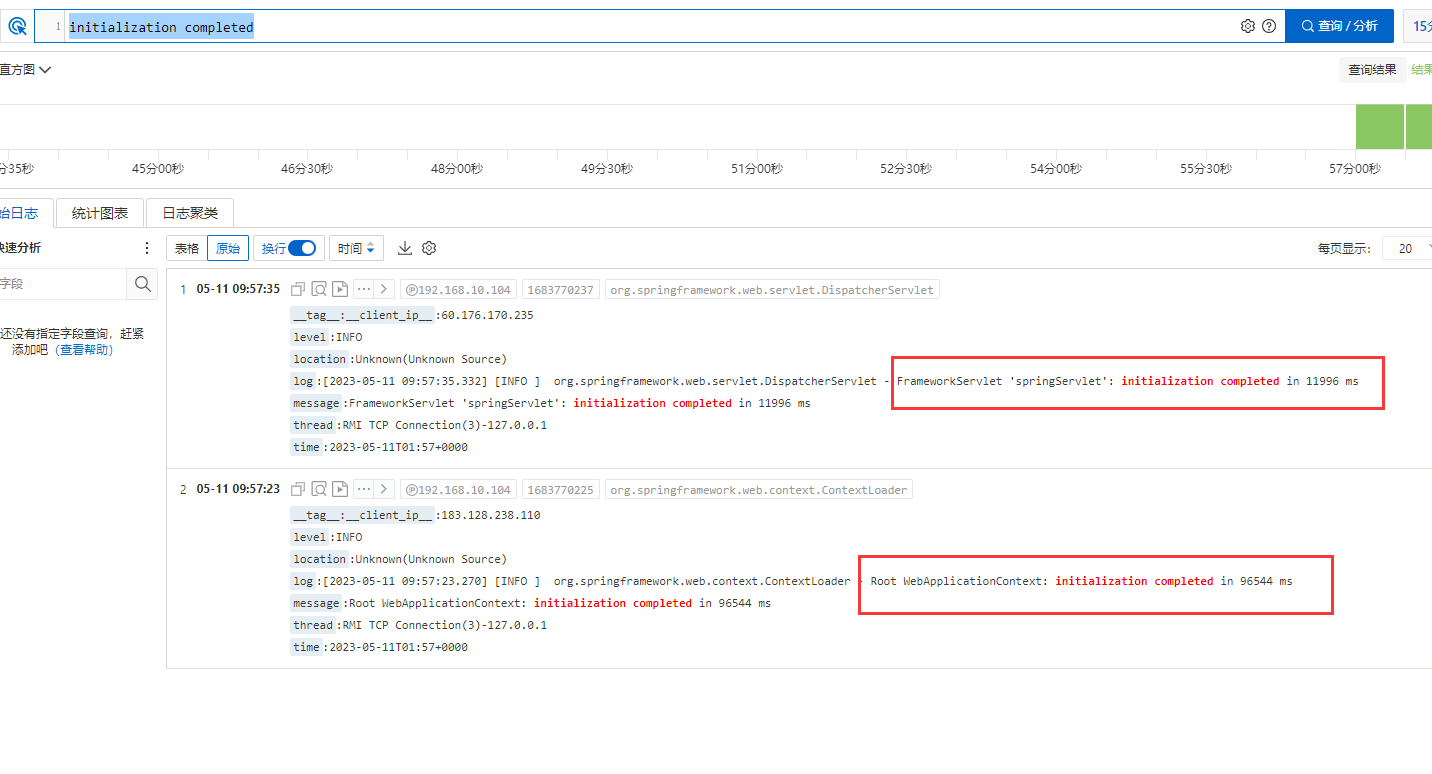 1 initialization completed 查询 / 分析 15分
直方图 查询结果 结果
分35秒 45分00秒 46分30秒 48分00秒 49分30秒 51分00秒 52分30秒 54分00秒 55分30秒 57分00秒
始日志 统计图表 日志聚类
快速分析 表格 原始 换行 时间 每页显示: 20
字段
还没有指定字段查询，赶紧
添加吧（查看帮助）
1 05-11 09:57:35 ··· @192.168.10.104 1683770237 org.springframework.web.servlet.DispatcherServlet
__tag__:__client_ip__ :60.176.170.235
level :INFO
location :Unknown(Unknown Source)
log :[2023-05-11 09:57:35.332] [INFO ] org.springframework.web.servlet.DispatcherServlet - FrameworkServlet 'springServlet': initialization completed in 11996 ms
message :FrameworkServlet 'springServlet': initialization completed in 11996 ms
thread :RMI TCP Connection(3)-127.0.0.1
time :2023-05-11T01:57+0000
2 05-11 09:57:23 ··· @192.168.10.104 1683770225 org.springframework.web.context.ContextLoader
__tag__:__client_ip__ :183.128.238.110
level :INFO
location :Unknown(Unknown Source)
log :[2023-05-11 09:57:23.270] [INFO ] org.springframework.web.context.ContextLoader - Root WebApplicationContext: initialization completed in 96544 ms
message :Root WebApplicationContext: initialization completed in 96544 ms
thread :RMI TCP Connection(3)-127.0.0.1
time :2023-05-11T01:57+0000